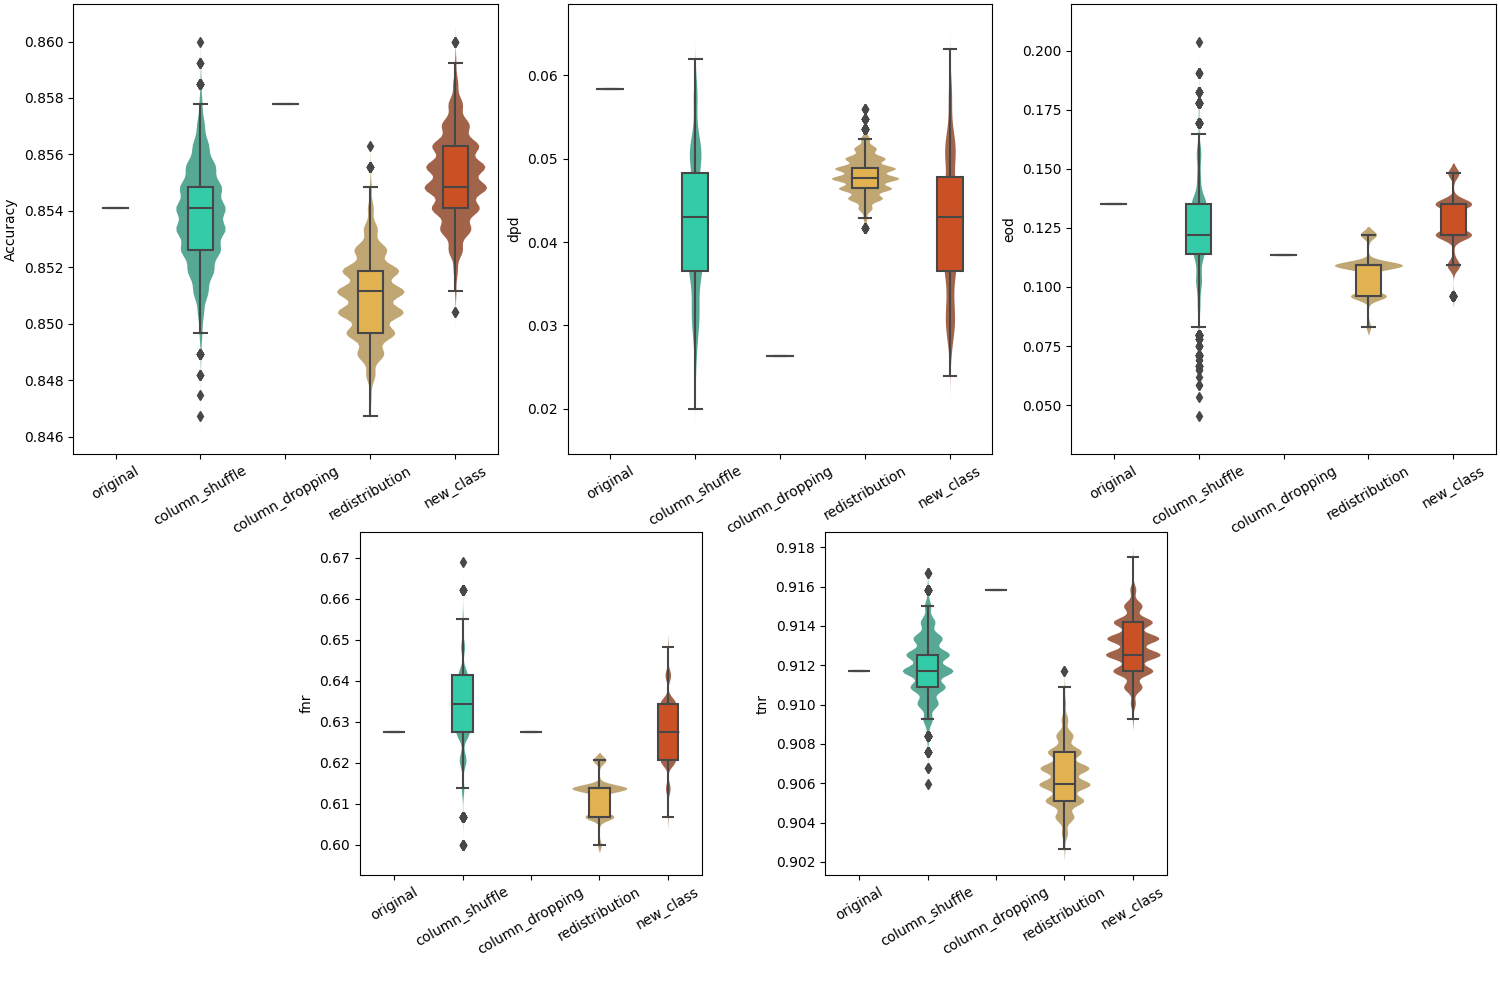 Accuracy
0.860
0.858
0.856
0.854
0.852
0.850
0.848
0.846
original
column_shuffle
column_dropping
redistribution
new_class
dpd
0.06
0.05
0.04
0.03
0.02
original
column_shuffle
column_dropping
redistribution
new_class
eod
0.200
0.175
0.150
0.125
0.100
0.075
0.050
original
column_shuffle
column_dropping
redistribution
new_class
fnr
0.67
0.66
0.65
0.64
0.63
0.62
0.61
0.60
original
column_shuffle
column_dropping
redistribution
new_class
tnr
0.918
0.916
0.914
0.912
0.910
0.908
0.906
0.904
0.902
original
column_shuffle
column_dropping
redistribution
new_class